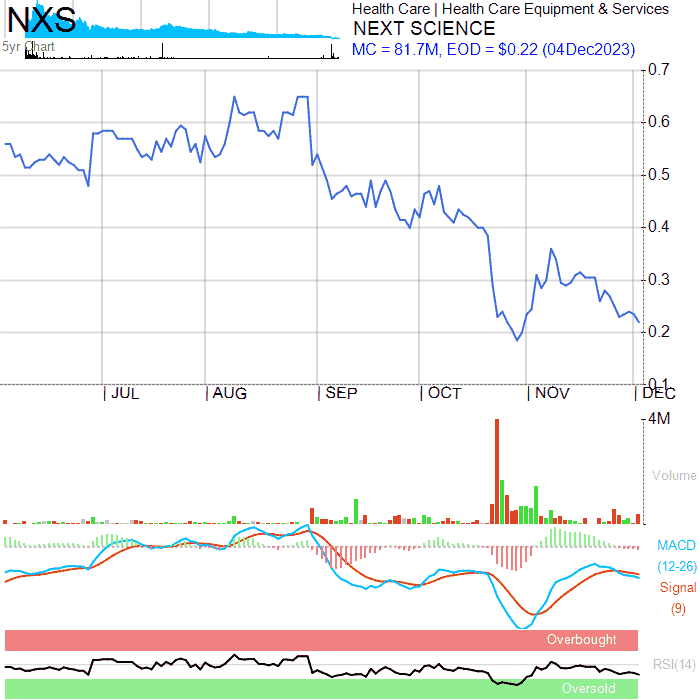 NXS
5yr Chart
Health Care | Health Care Equipment & Services
NEXT SCIENCE
MC = 81.7M, EOD = $0.22 (04Dec2023)
0.7
0.6
0.5
0.4
0.3
0.2
0.1
JUL AUG SEP OCT NOV DEC
4M
Volume
MACD
(12-26)
Signal
(9)
Overbought
RSI(14)
Oversold